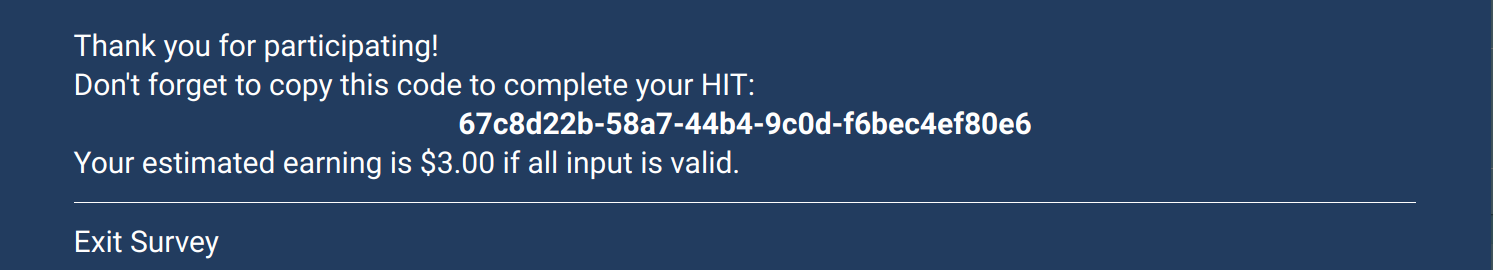 Thank you for participating!
Don't forget to copy this code to complete your HIT:
67c8d22b-58a7-44b4-9c0d-f6bec4ef80e6
Your estimated earning is $3.00 if all input is valid.
Exit Survey